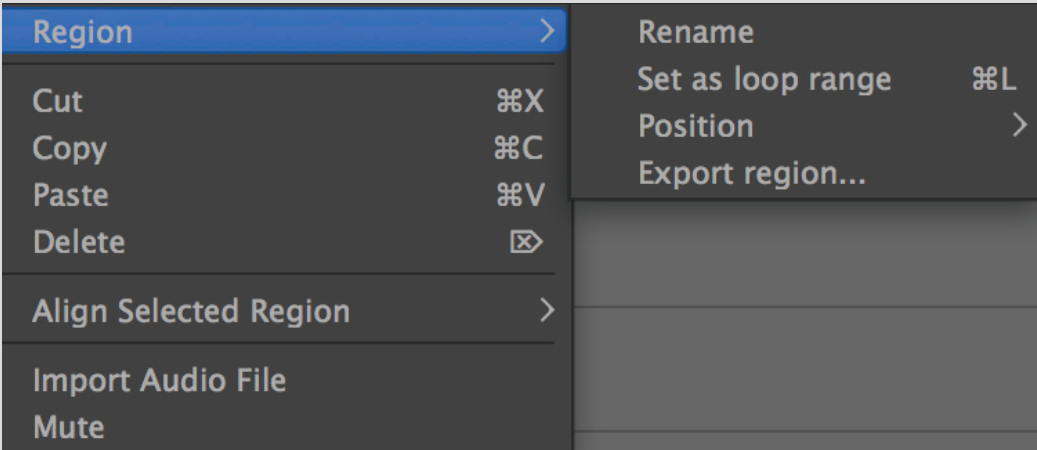 Region
Cut ⌘X
Copy ⌘C
Paste ⌘V
Delete ⌦
Align Selected Region
Import Audio File
Mute
Rename
Set as loop range ⌘L
Position
Export region...